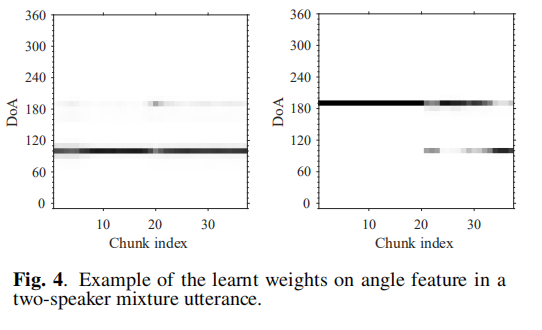 360
300
240
180
120
60
0
DoA
10 20 30
Chunk index
360
300
240
180
120
60
0
DoA
10 20 30
Chunk index
Fig. 4. Example of the learnt weights on angle feature in a
two-speaker mixture utterance.